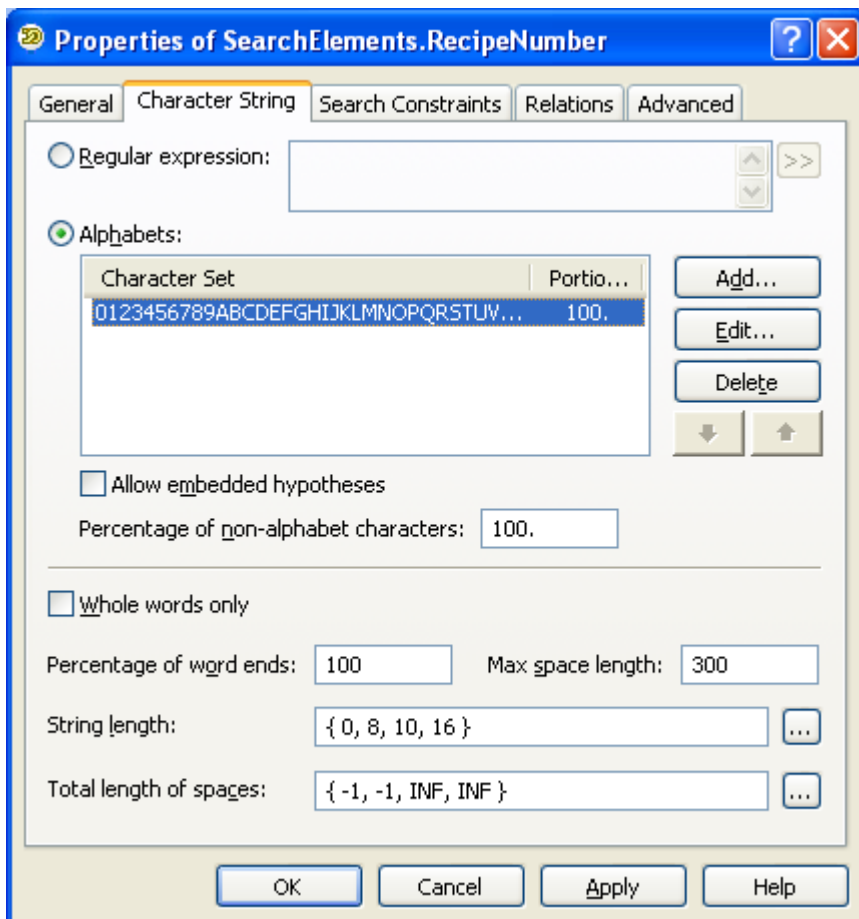 Properties of SearchElements.RecipeNumber
General Character String Search Constraints Relations Advanced
Regular expression: >>
Alphabets:
Character Set Portio...
0123456789ABCDEFGHIJKLMNOPQRSTUV... 100.
Add...
Edit...
Delete
Allow embedded hypotheses
Percentage of non-alphabet characters: 100.
Whole words only
Percentage of word ends: 100 Max space length: 300
String length: { 0, 8, 10, 16 } ...
Total length of spaces: { -1, -1, INF, INF } ...
OK Cancel Apply Help